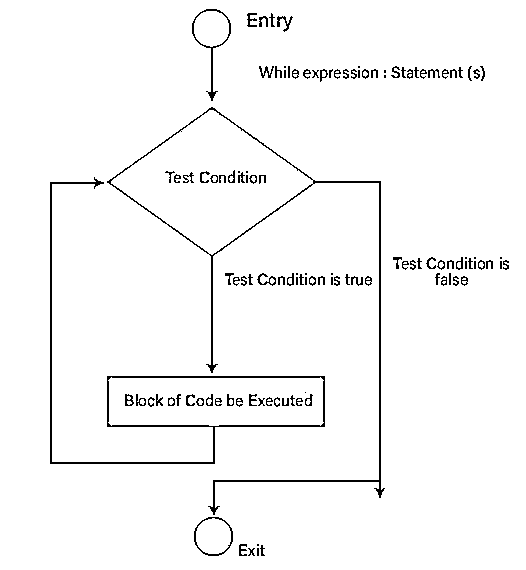 Entry
While expression : Statement (s)
Test Condition
Test Condition is true
Test Condition is
false
Block of Code be Executed
Exit